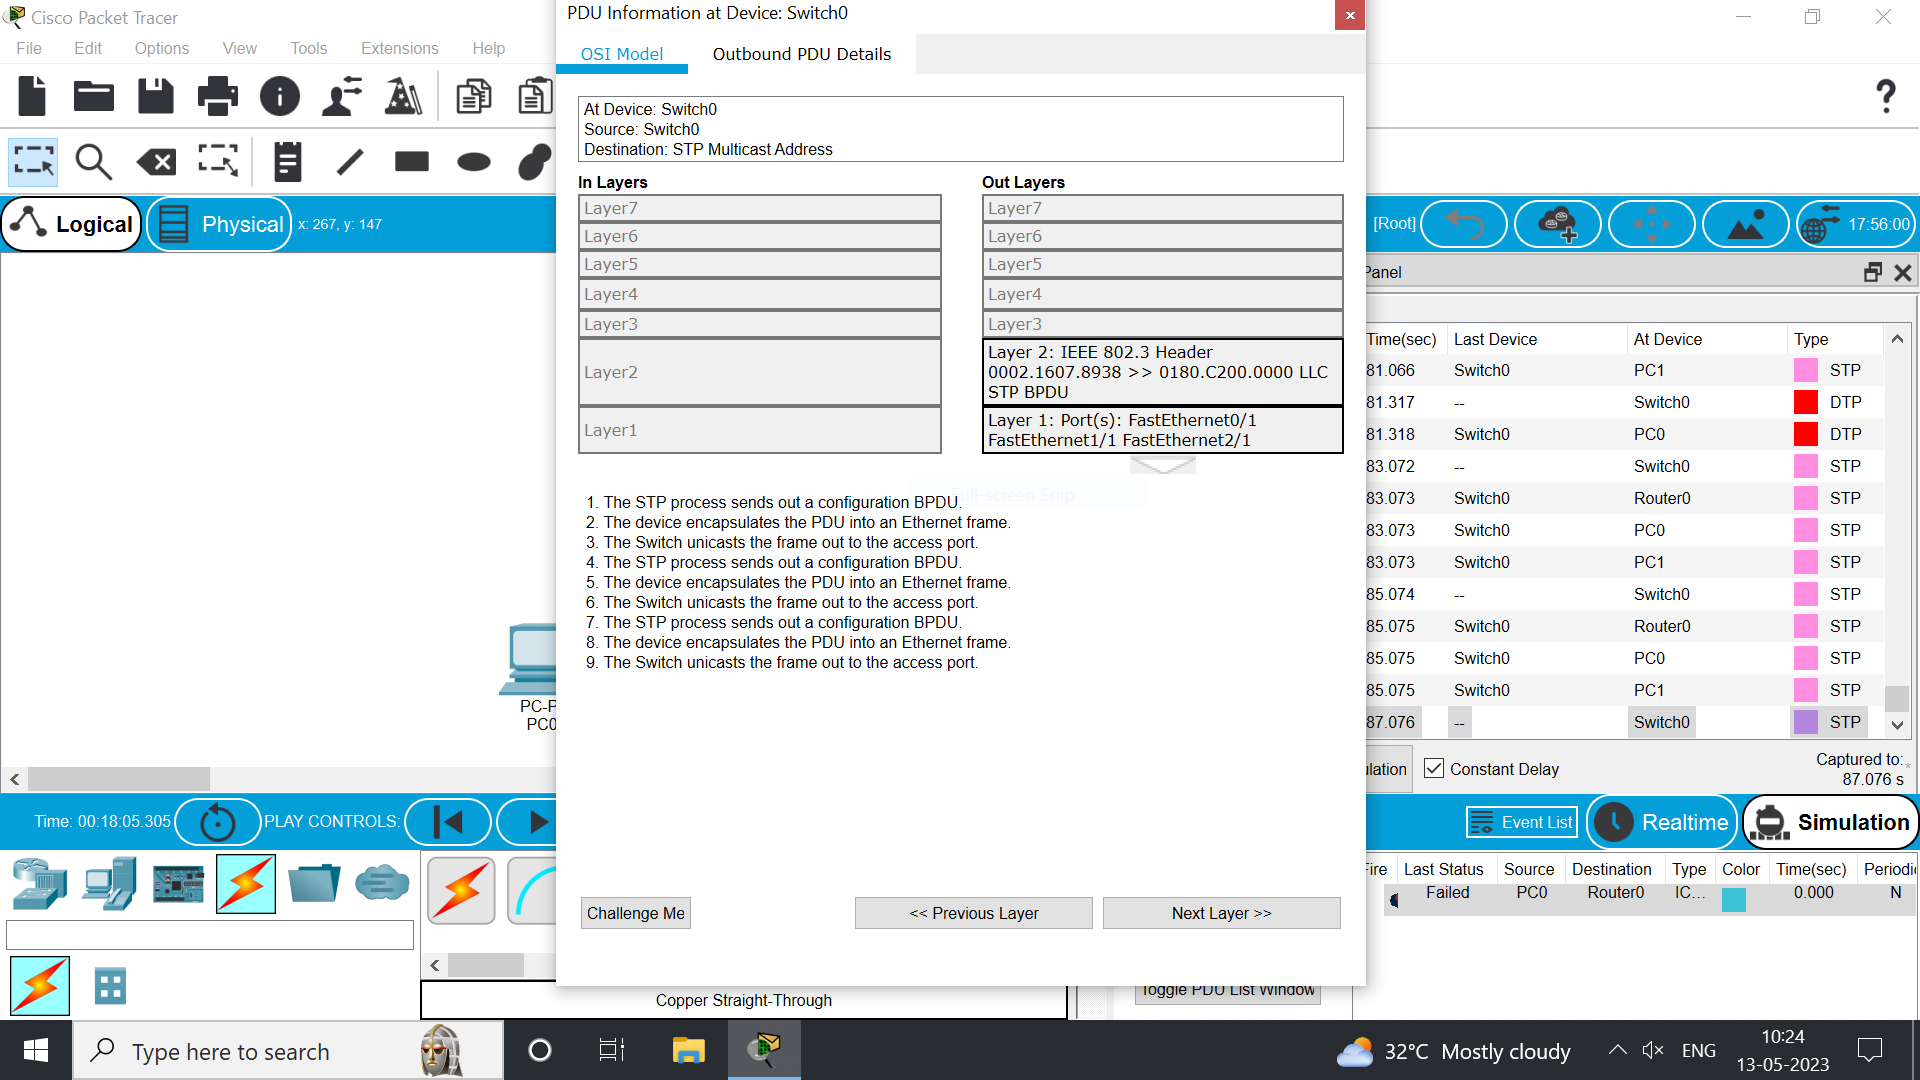 Cisco Packet Tracer
File Edit Options View Tools Extensions Help
Logical
Physical
x: 267, y: 147
[Root]
17:56:00
PDU Information at Device: Switch0
OSI Model
Outbound PDU Details
At Device: Switch0
Source: Switch0
Destination: STP Multicast Address
In Layers
Layer7
Layer6
Layer5
Layer4
Layer3
Layer2
Layer1
Out Layers
Layer7
Layer6
Layer5
Layer4
Layer3
Layer 2: IEEE 802.3 Header
0002.1607.8938 >> 0180.C200.0000 LLC
STP BPDU
Layer 1: Port(s): FastEthernet0/1
FastEthernet1/1 FastEthernet2/1
Full-screen Snip
1. The STP process sends out a configuration BPDU.
2. The device encapsulates the PDU into an Ethernet frame.
3. The Switch unicasts the frame out to the access port.
4. The STP process sends out a configuration BPDU.
5. The device encapsulates the PDU into an Ethernet frame.
6. The Switch unicasts the frame out to the access port.
7. The STP process sends out a configuration BPDU.
8. The device encapsulates the PDU into an Ethernet frame.
9. The Switch unicasts the frame out to the access port.
Challenge Me
<< Previous Layer
Next Layer >>
Panel
Time(sec) Last Device At Device Type
81.066 Switch0 PC1 STP
81.317 -- Switch0 DTP
81.318 Switch0 PC0 DTP
83.072 -- Switch0 STP
83.073 Switch0 Router0 STP
83.073 Switch0 PC0 STP
83.073 Switch0 PC1 STP
85.074 -- Switch0 STP
85.075 Switch0 Router0 STP
85.075 Switch0 PC0 STP
85.075 Switch0 PC1 STP
87.076 -- Switch0 STP
ulation
Constant Delay
Captured to:
87.076 s
PC-P
PC0
Time: 00:18:05.305
PLAY CONTROLS:
Event List
Realtime
Simulation
Fire Last Status Source Destination Type Color Time(sec) Periodic
Failed PC0 Router0 IC... 0.000 N
Copper Straight-Through
Toggle PDU List Window
Type here to search
32°C Mostly cloudy
ENG
10:24
13-05-2023